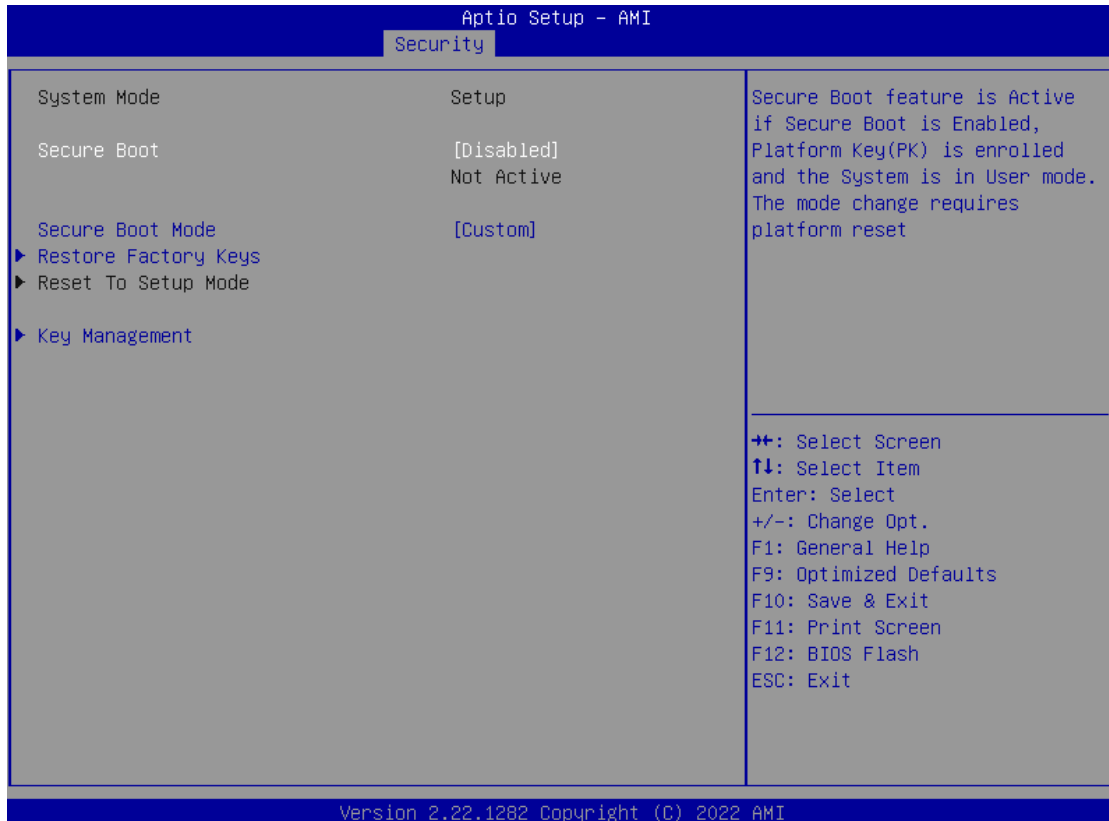 Aptio Setup – AMI
Security
System Mode Setup
Secure Boot [Disabled]
Not Active
Secure Boot Mode [Custom]
▶ Restore Factory Keys
▶ Reset To Setup Mode
▶ Key Management
Secure Boot feature is Active
if Secure Boot is Enabled,
Platform Key(PK) is enrolled
and the System is in User mode.
The mode change requires
platform reset
→←: Select Screen
↑↓: Select Item
Enter: Select
+/-: Change Opt.
F1: General Help
F9: Optimized Defaults
F10: Save & Exit
F11: Print Screen
F12: BIOS Flash
ESC: Exit
Version 2.22.1282 Copyright (C) 2022 AMI